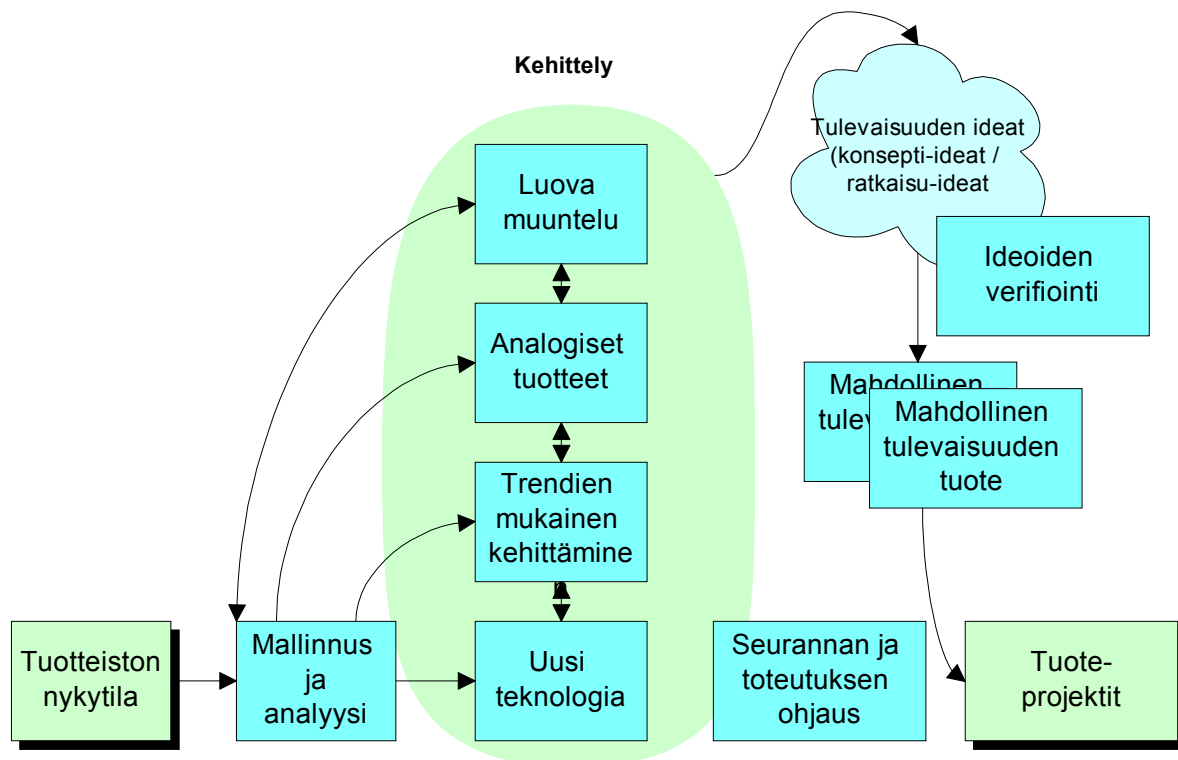 Kehittely
Tulevaisuuden ideat
(konsepti-ideat /
ratkaisu-ideat
Luova
muuntelu
Ideoiden
verifiointi
Analogiset
tuotteet
Mahdollinen
Mahdollinen
tulevaisuuden
tuote
Trendien
mukainen
kehittämine
n
Tuotteiston
nykytila
Mallinnus
ja
analyysi
Uusi
teknologia
Seurannan ja
toteutuksen
ohjaus
Tuote-
projektit